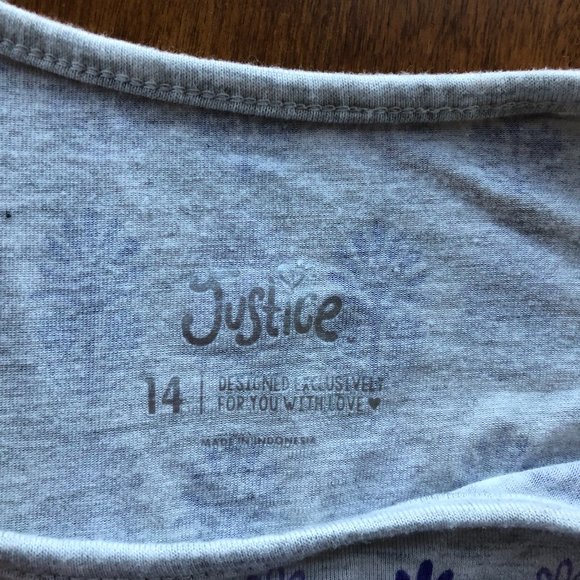 Justice
14
DESIGNED EXCLUSIVELY
FOR YOU WITH LOVE
MADE IN INDONESIA